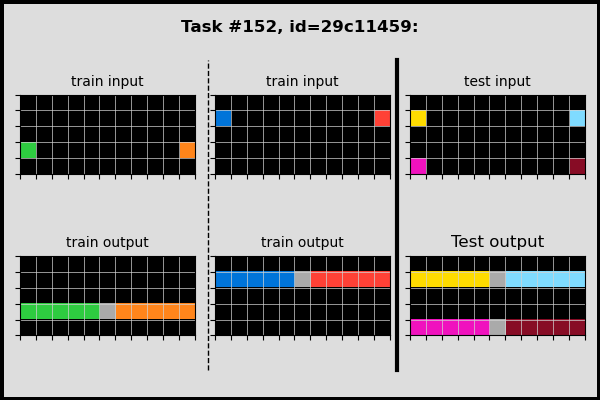 Task #152, id=29c11459:
train input
train input
test input
train output
train output
Test output